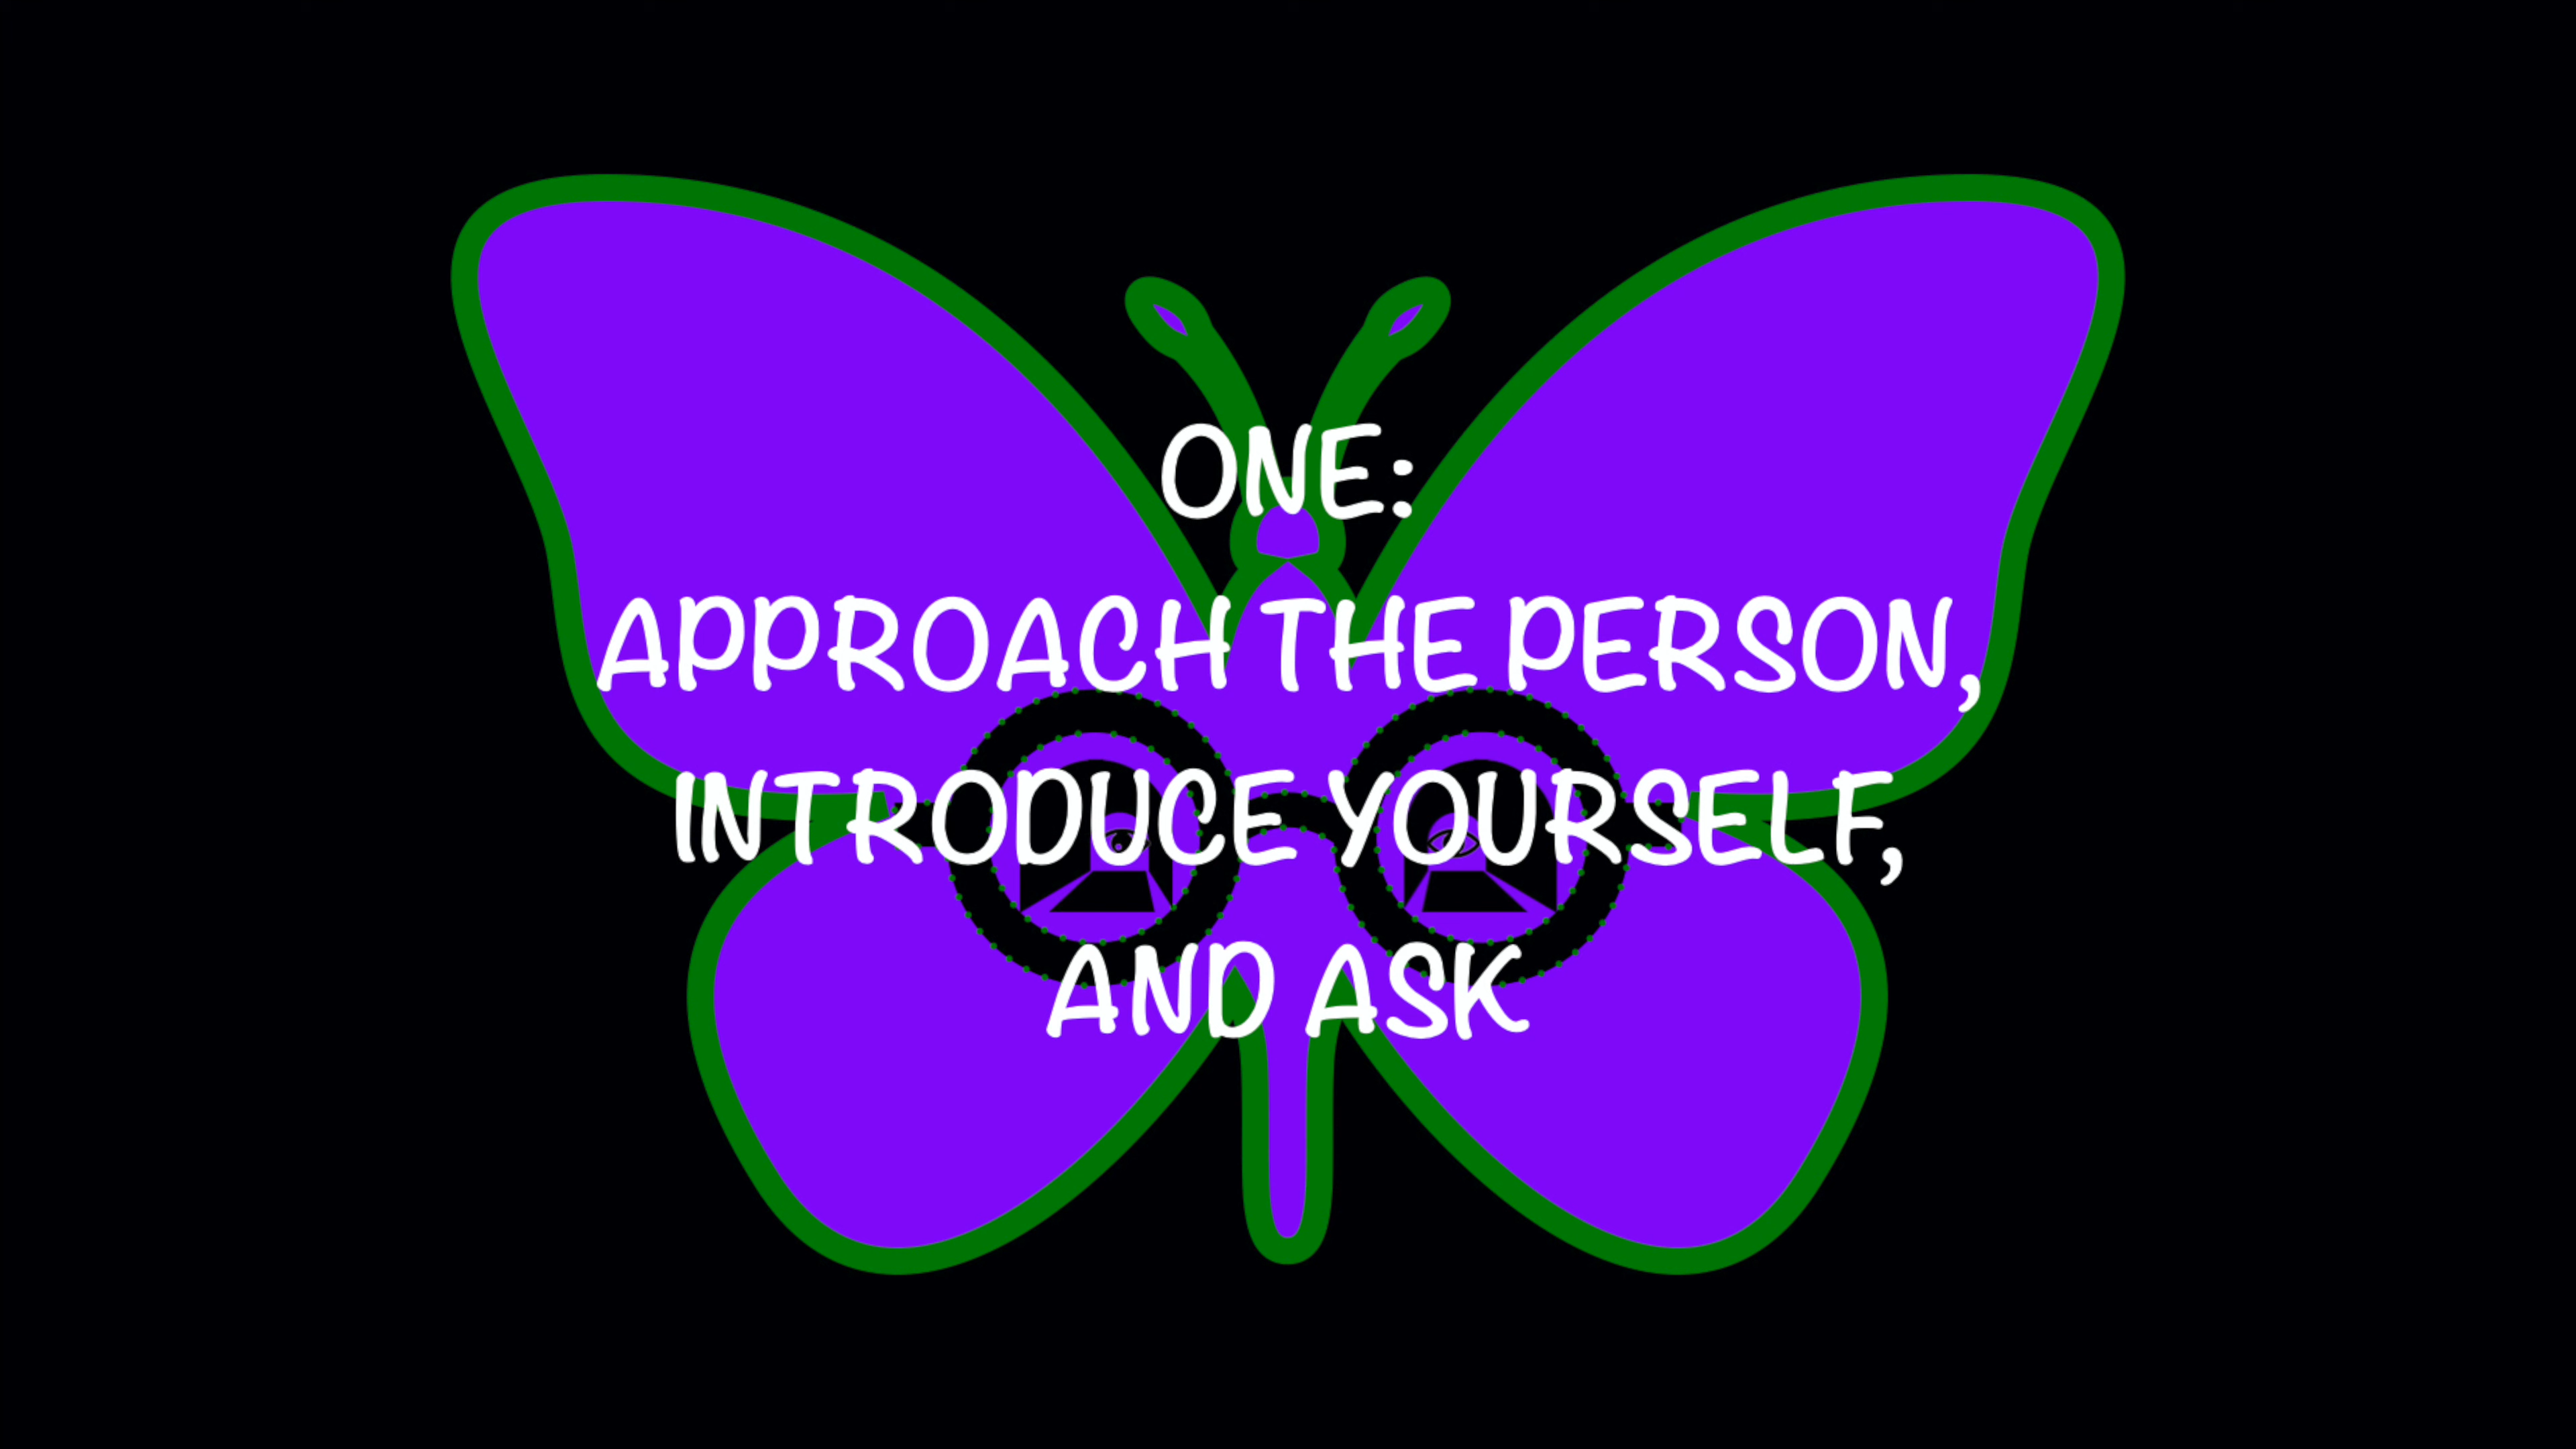 ONE:
APPROACH THE PERSON,
INTRODUCE YOURSELF,
AND ASK